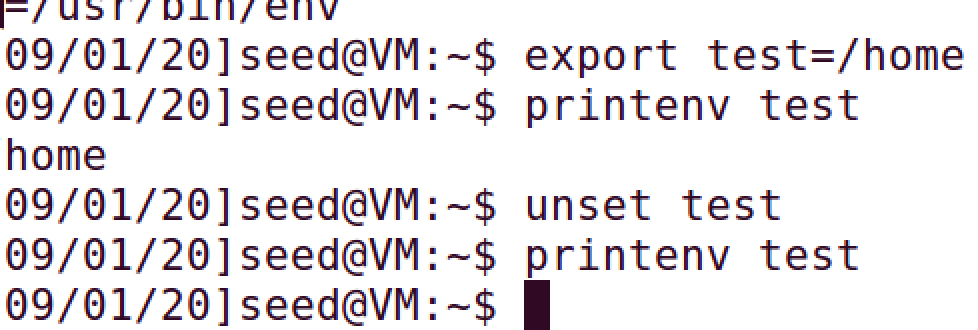 =/usr/bin/env
09/01/20]seed@VM:~$ export test=/home
09/01/20]seed@VM:~$ printenv test
home
09/01/20]seed@VM:~$ unset test
09/01/20]seed@VM:~$ printenv test
09/01/20]seed@VM:~$